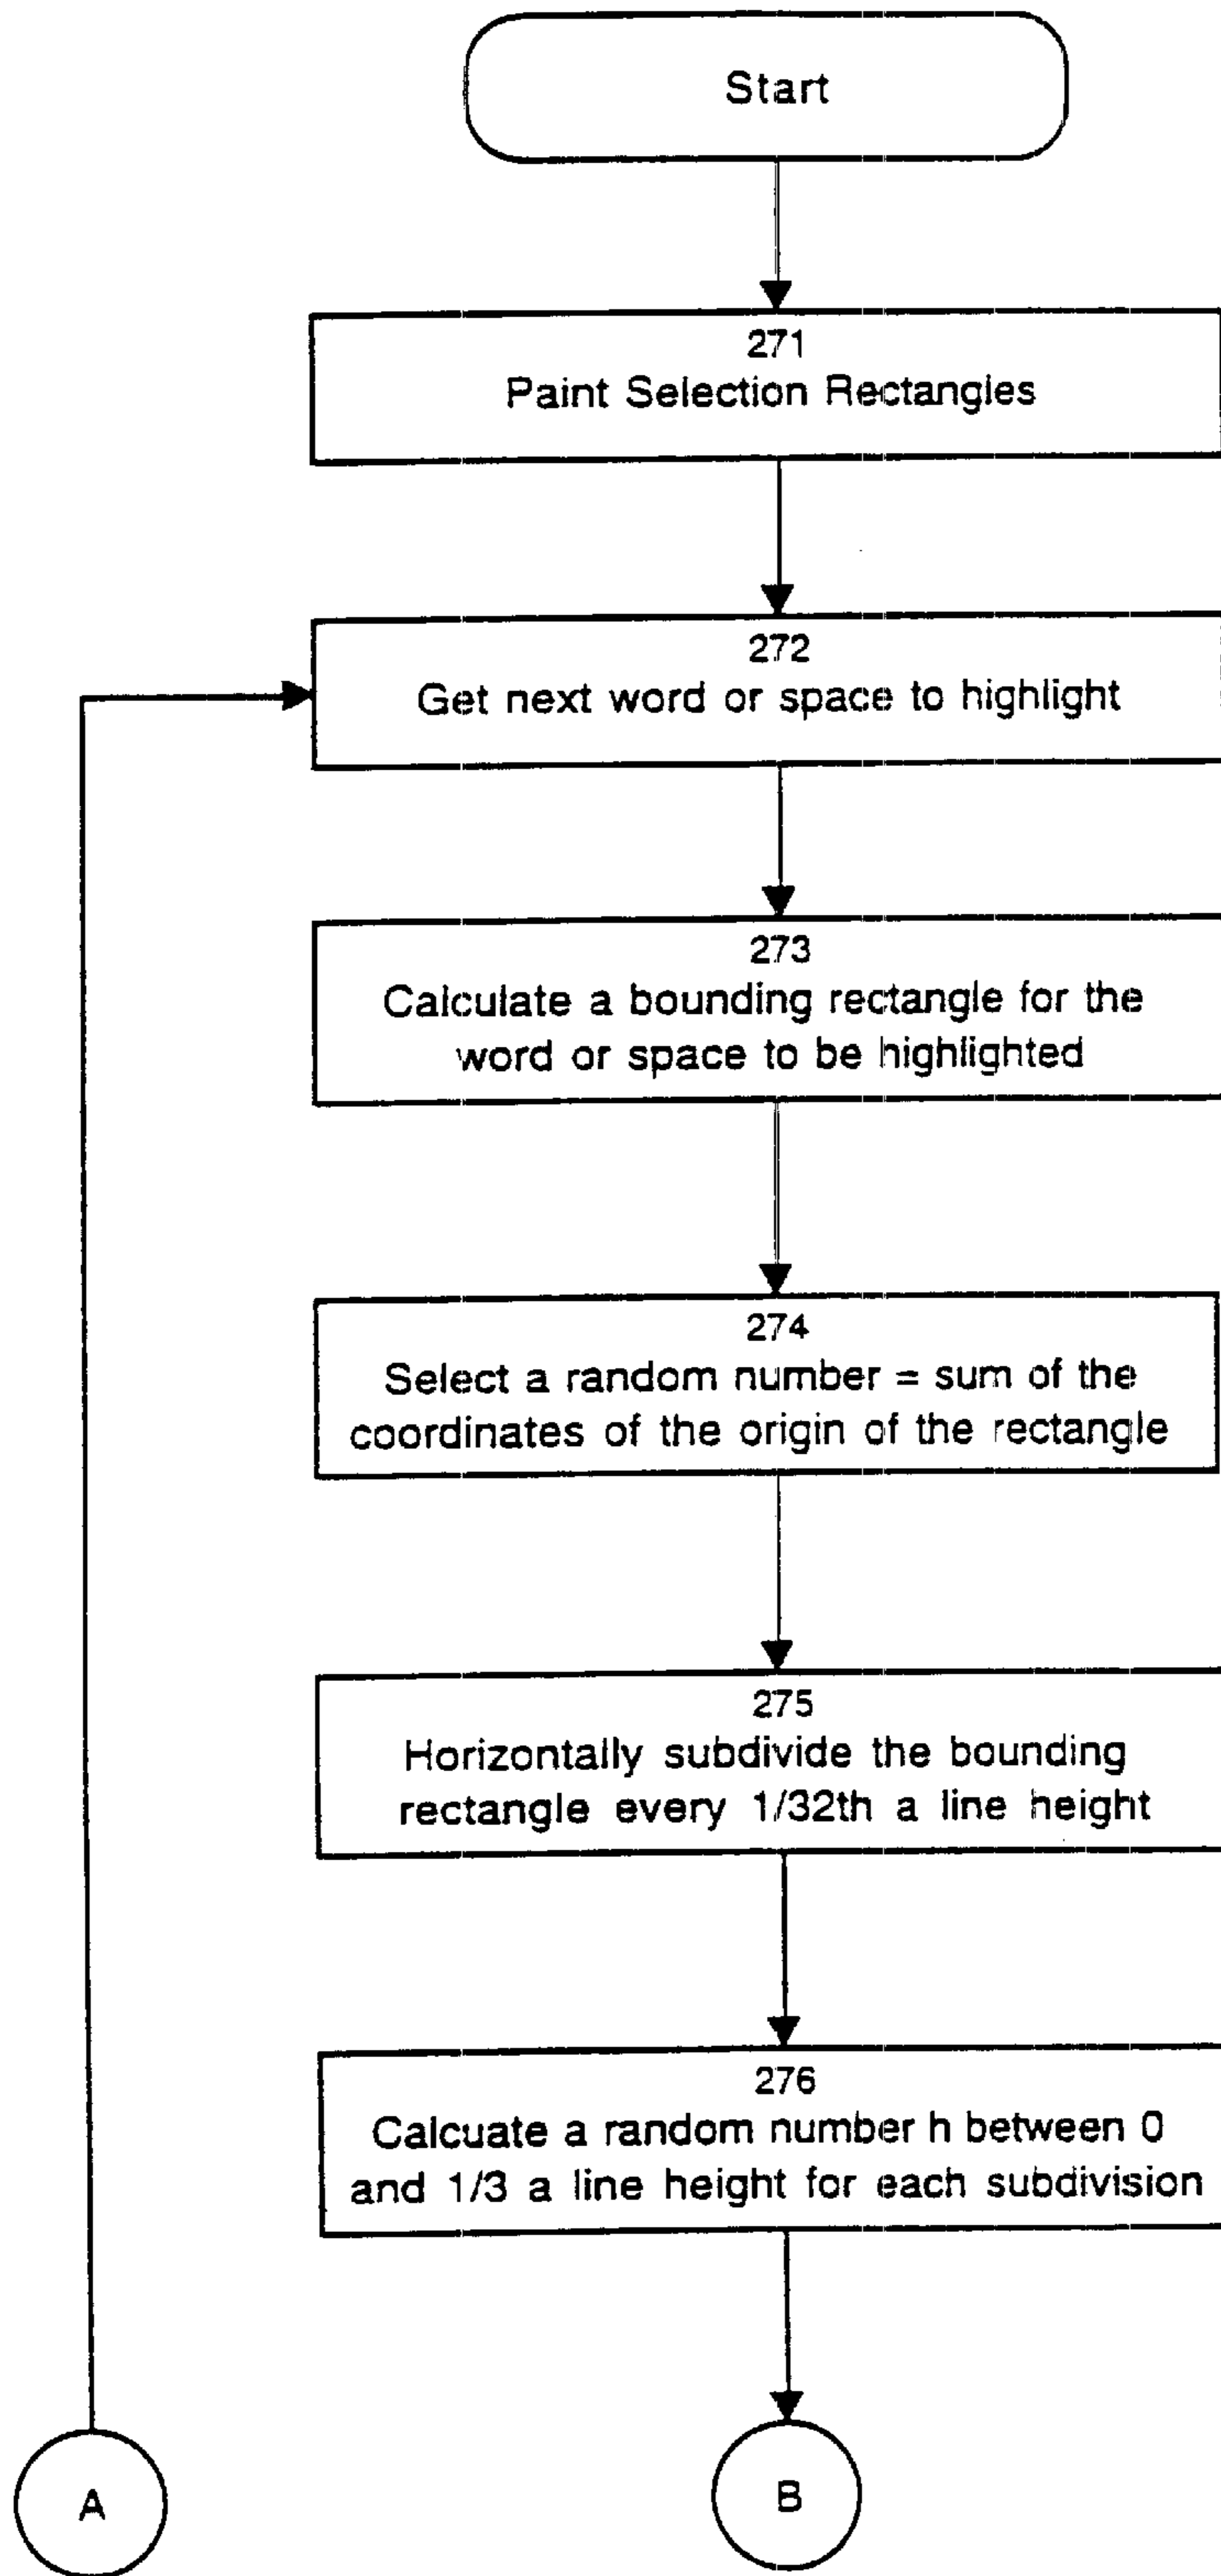 Start
271
Paint Selection Rectangles
272
Get next word or space to highlight
273
Calculate a bounding rectangle for the
word or space to be highlighted
274
Select a random number = sum of the
coordinates of the origin of the rectangle
275
Horizontally subdivide the bounding
rectangle every 1/32th a line height
276
Calcuate a random number h between 0
and 1/3 a line height for each subdivision
A
B